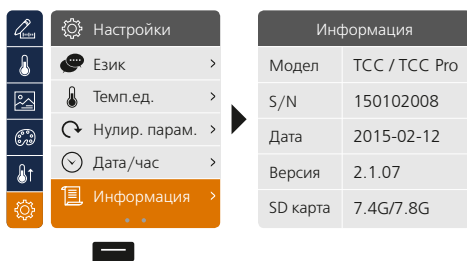 Настройки
Език
Темп.ед.
Нулир. парам.
Дата/час
Информация
Информация
Модел TCC / TCC Pro
S/N 150102008
Дата 2015-02-12
Версия 2.1.07
SD карта 7.4G/7.8G